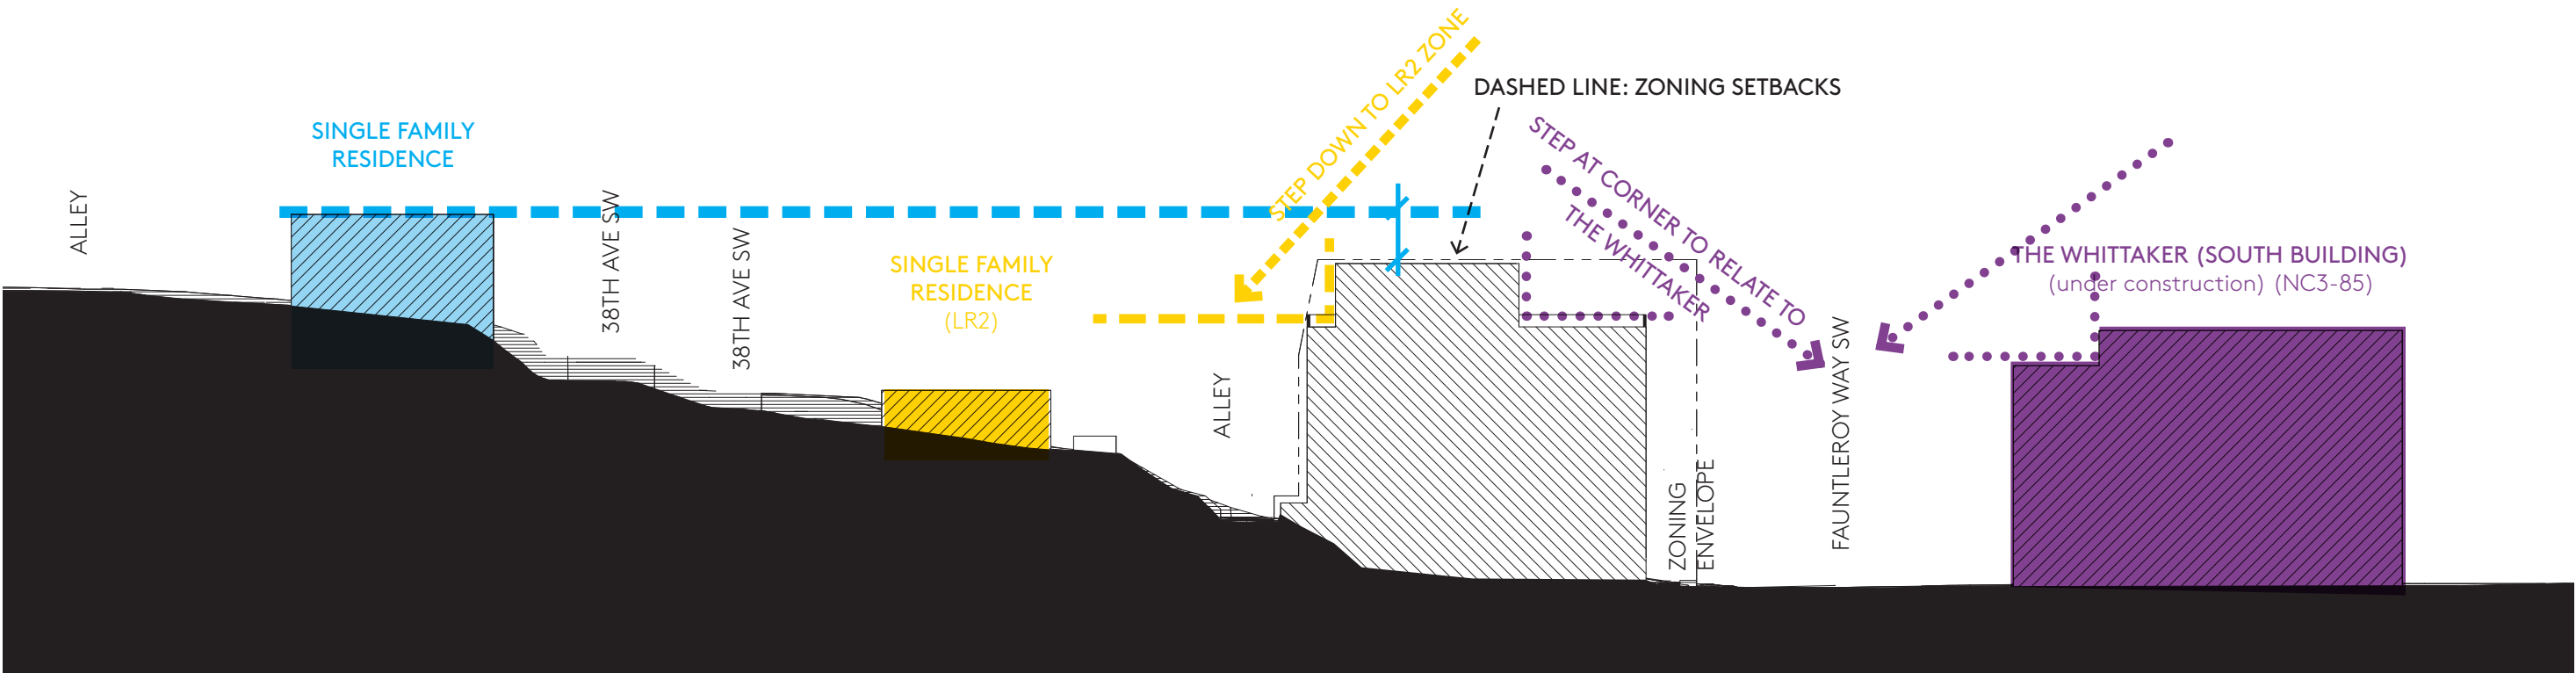 STEP DOWN TO LR2 ZONE
DASHED LINE: ZONING SETBACKS
SINGLE FAMILY
RESIDENCE
STEP AT CORNER TO RELATE TO
THE WHITTAKER
ALLEY
38TH AVE SW
38TH AVE SW
SINGLE FAMILY
RESIDENCE
(LR2)
THE WHITTAKER (SOUTH BUILDING)
(under construction) (NC3-85)
ALLEY
ZONING
ENVELOPE
FAUNTLEROY WAY SW